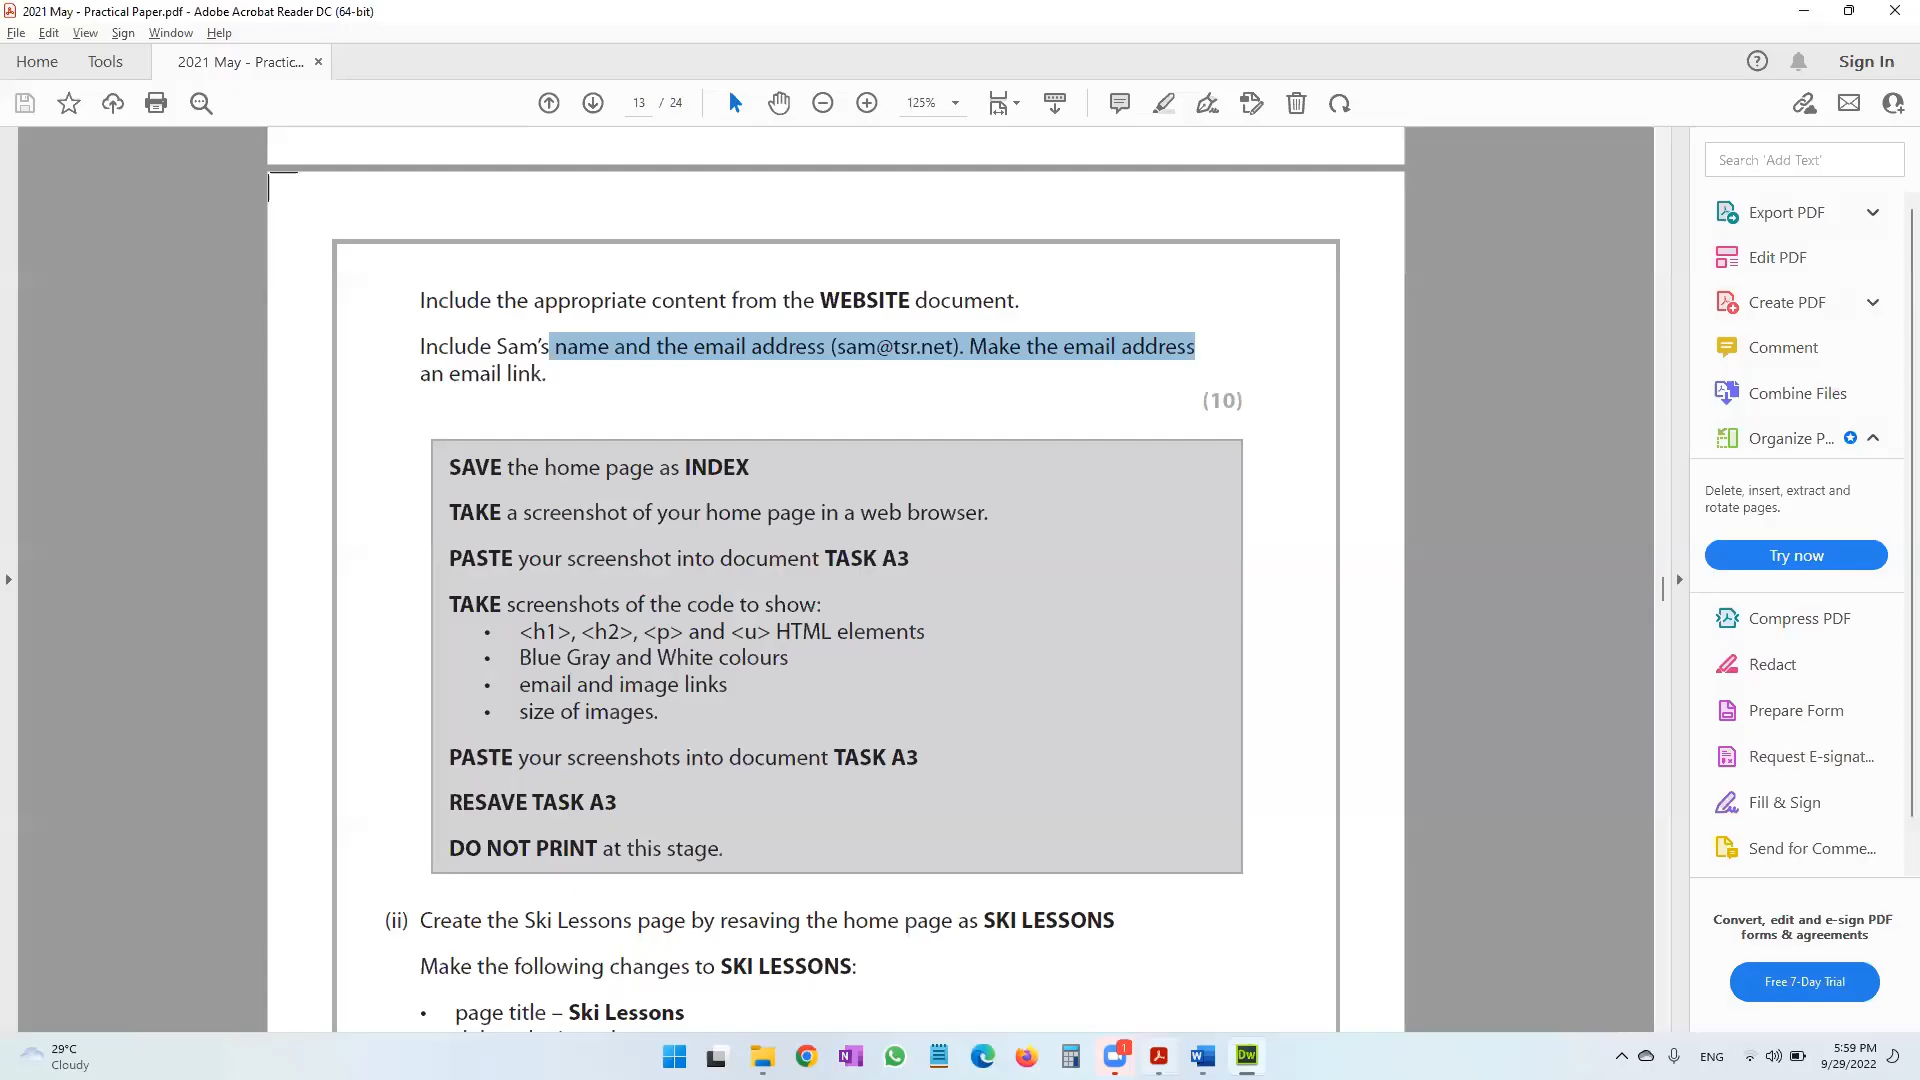 2021 May - Practical Paper.pdf - Adobe Acrobat Reader DC (64-bit)
File Edit View Sign Window Help
Home Tools 2021 May - Practic... ×
Sign In
13 / 24
125%
Search 'Add Text'
Export PDF
Edit PDF
Create PDF
Comment
Combine Files
Organize P...
Delete, insert, extract and
rotate pages.
Try now
Compress PDF
Redact
Prepare Form
Request E-signat...
Fill & Sign
Send for Comme...
Convert, edit and e-sign PDF
forms & agreements
Free 7-Day Trial
Include the appropriate content from the WEBSITE document.
Include Sam's name and the email address (sam@tsr.net). Make the email address
an email link.
(10)
SAVE the home page as INDEX
TAKE a screenshot of your home page in a web browser.
PASTE your screenshot into document TASK A3
TAKE screenshots of the code to show:
• <h1>, <h2>, <p> and <u> HTML elements
• Blue Gray and White colours
• email and image links
• size of images.
PASTE your screenshots into document TASK A3
RESAVE TASK A3
DO NOT PRINT at this stage.
(ii) Create the Ski Lessons page by resaving the home page as SKI LESSONS
Make the following changes to SKI LESSONS:
• page title – Ski Lessons
29°C
Cloudy
1
Dw
ENG
5:59 PM
9/29/2022